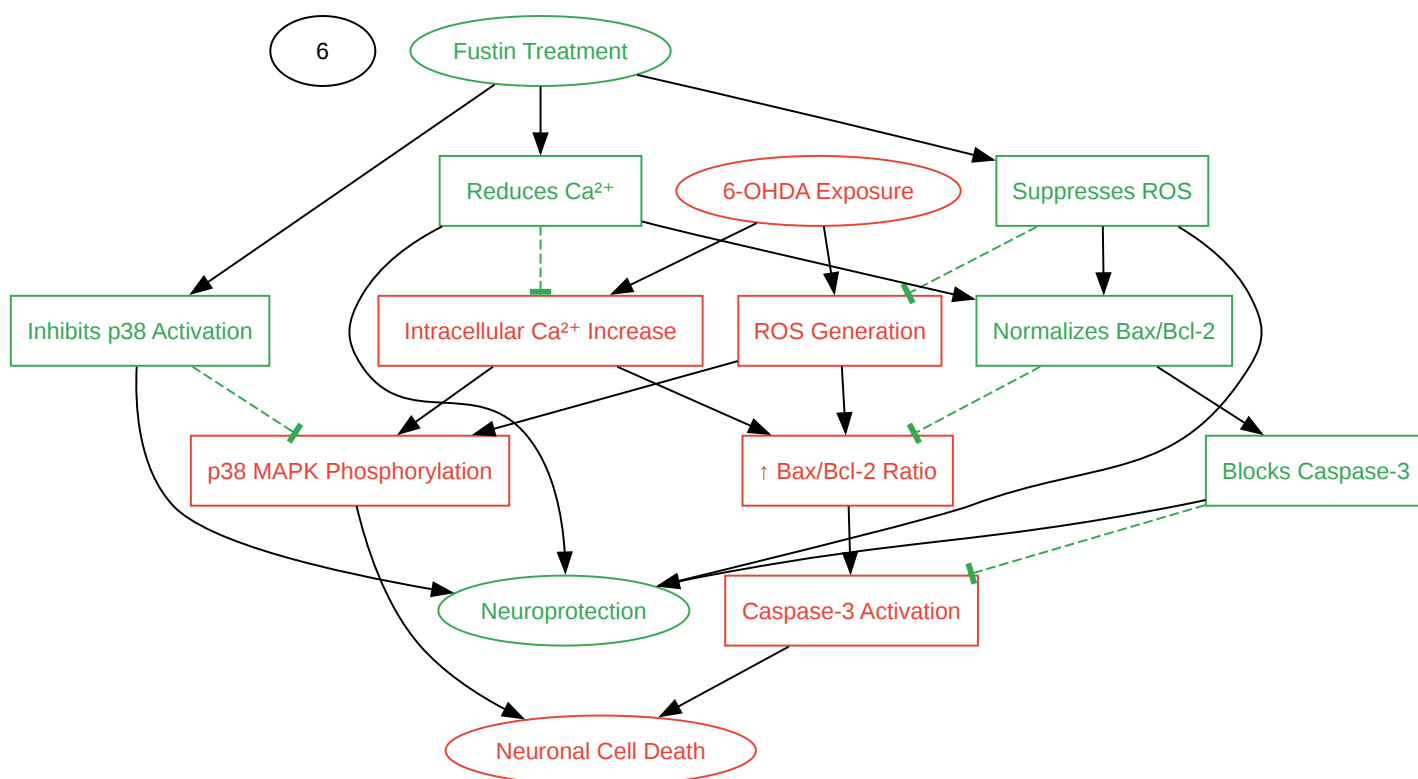 6
Fustin Treatment
Reduces Ca²⁺
6-OHDA Exposure
Suppresses ROS
Inhibits p38 Activation
Intracellular Ca²⁺ Increase
ROS Generation
Normalizes Bax/Bcl-2
p38 MAPK Phosphorylation
↑ Bax/Bcl-2 Ratio
Blocks Caspase-3
Neuroprotection
Caspase-3 Activation
Neuronal Cell Death